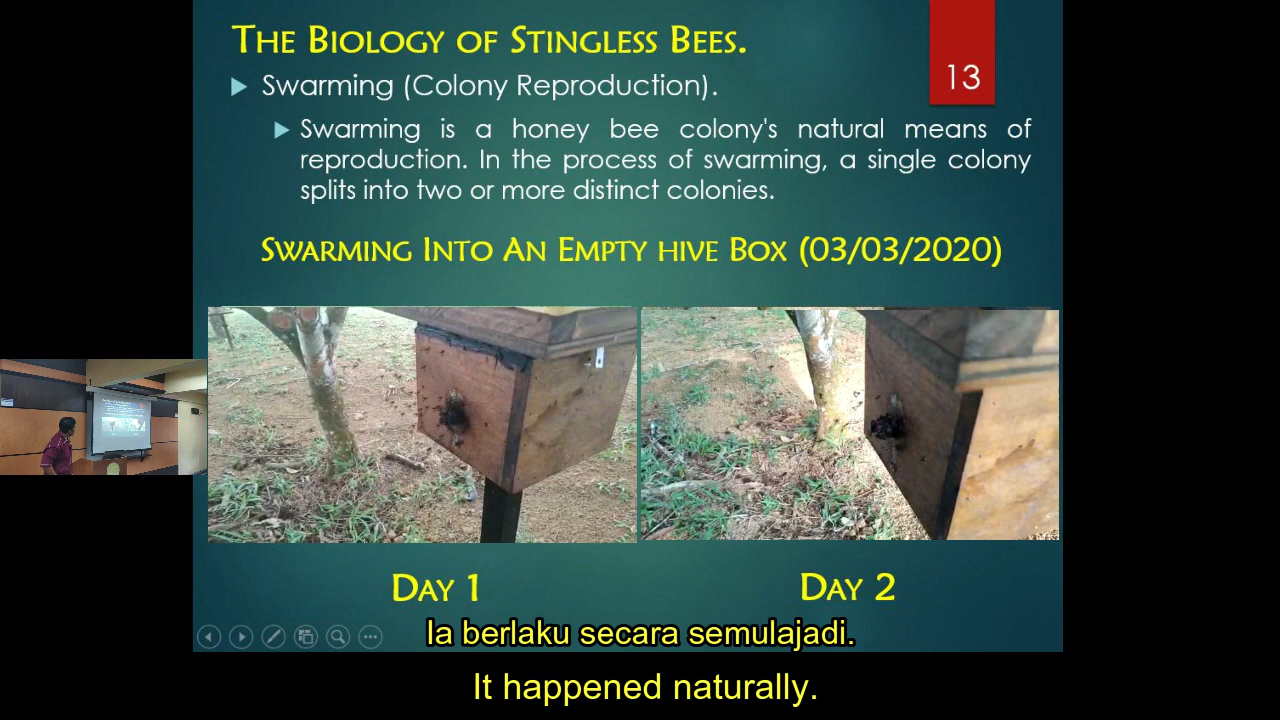 THE BIOLOGY OF STINGLESS BEES.
13
Swarming (Colony Reproduction).
Swarming is a honey bee colony's natural means of
reproduction. In the process of swarming, a single colony
splits into two or more distinct colonies.
SWARMING INTO AN EMPTY HIVE BOX (03/03/2020)
DAY 1
DAY 2
Ia berlaku secara semulajadi.
It happened naturally.